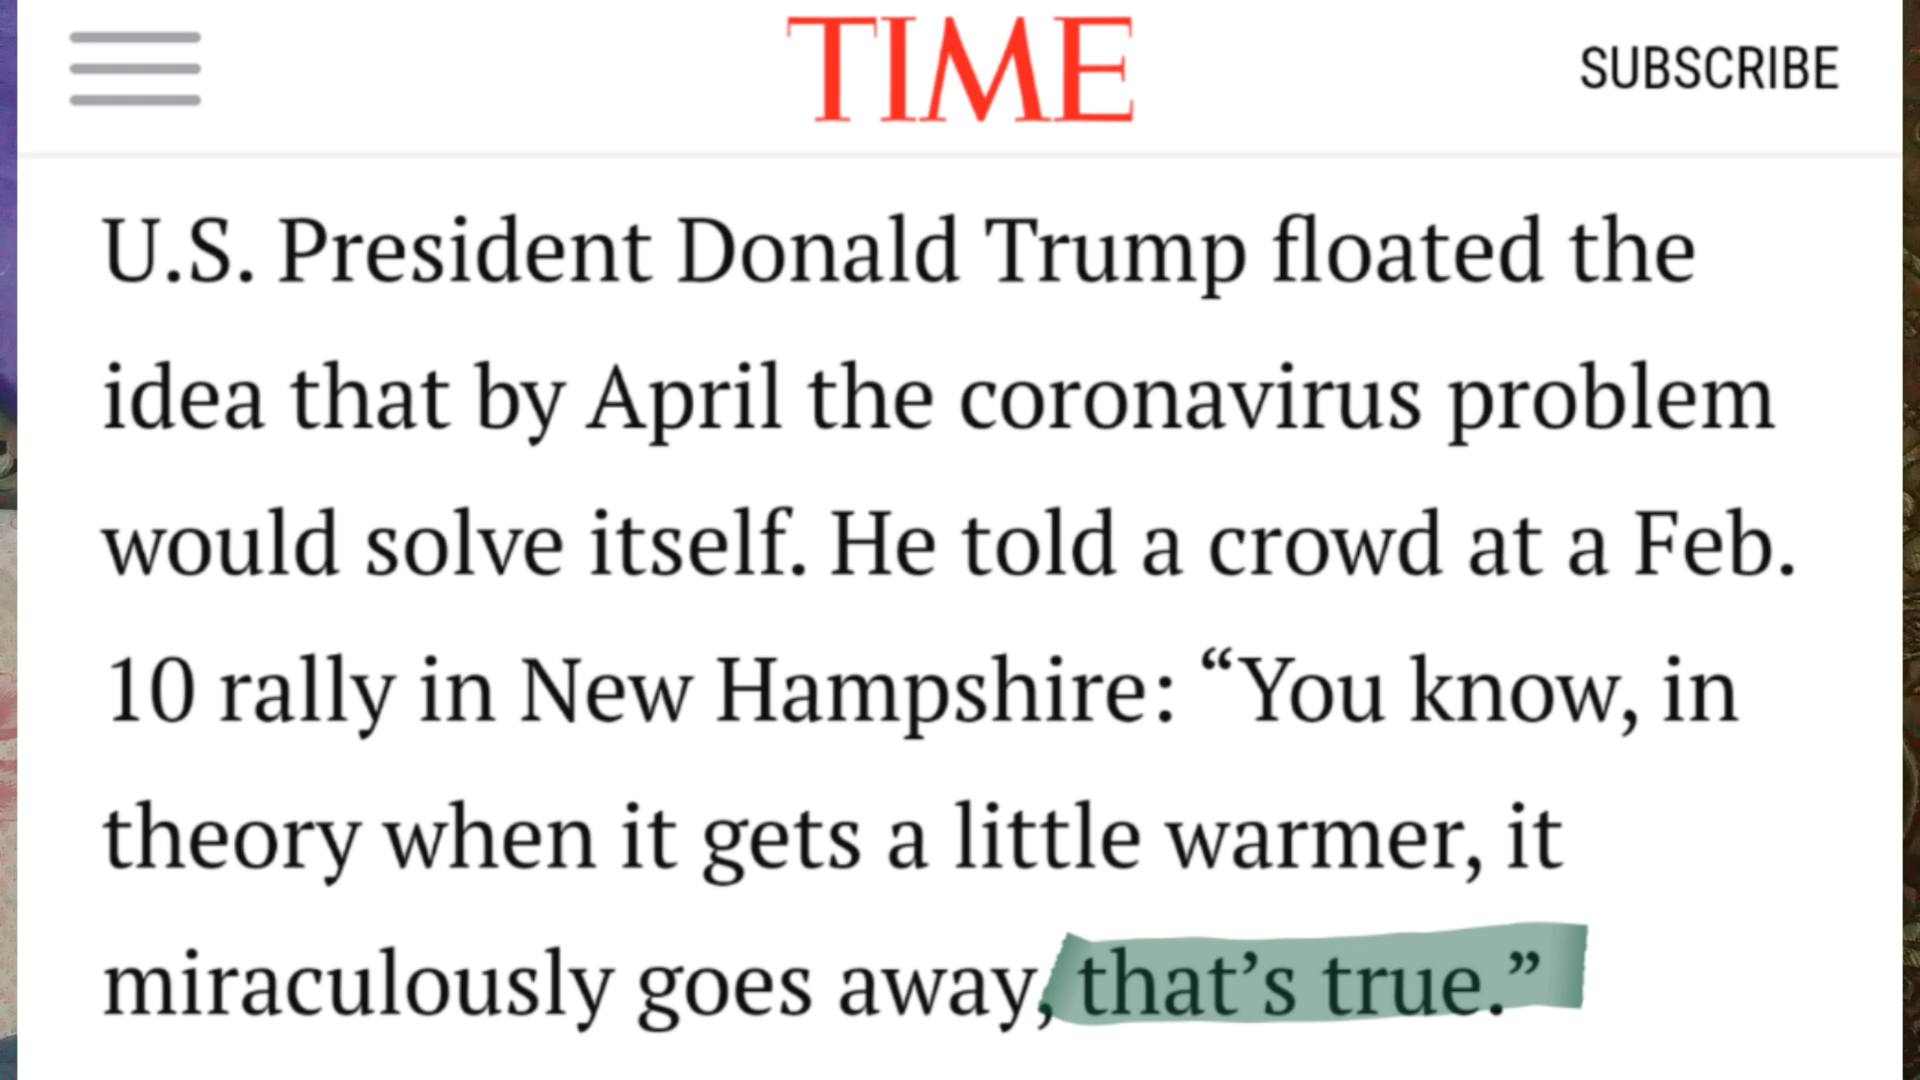 TIME
SUBSCRIBE
U.S. President Donald Trump floated the
idea that by April the coronavirus problem
would solve itself. He told a crowd at a Feb.
10 rally in New Hampshire: “You know, in
theory when it gets a little warmer, it
miraculously goes away, that’s true.”